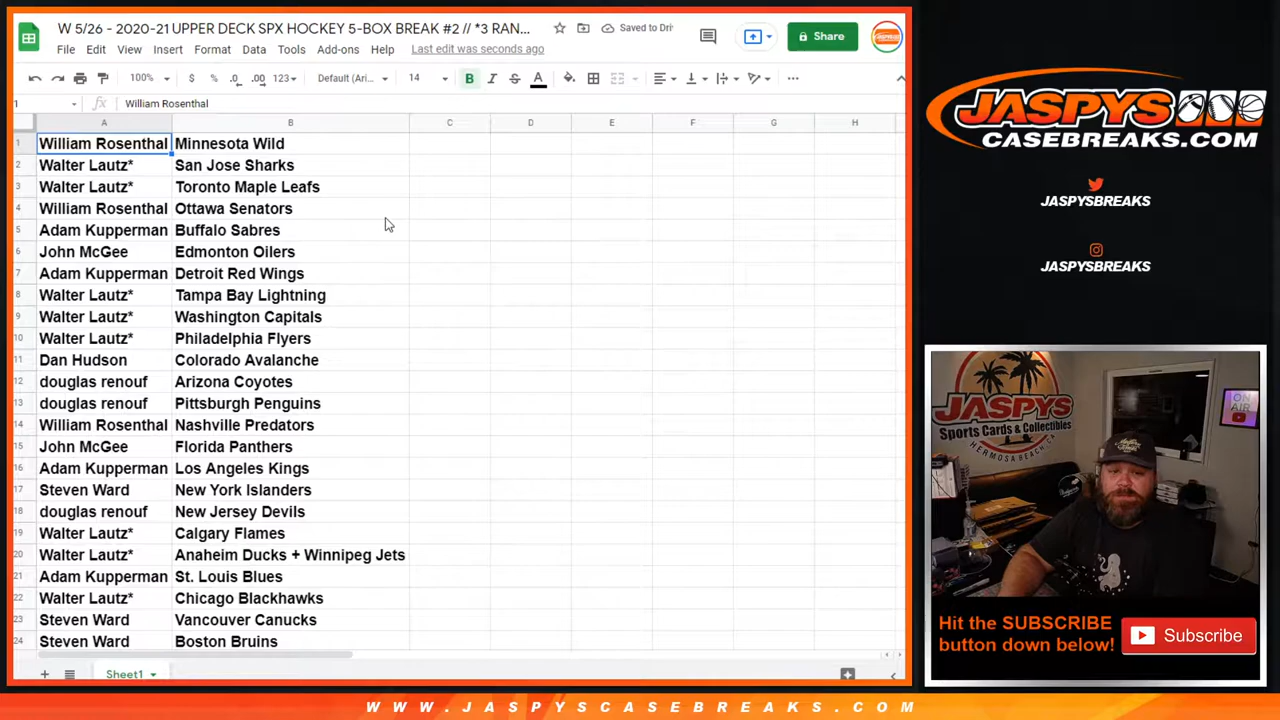 W 5/26 - 2020-21 UPPER DECK SPX HOCKEY 5-BOX BREAK #2 // *3 RAN...
Saved to Dri
File Edit View Insert Format Data Tools Add-ons Help Last edit was seconds ago
Share
100% $ % .0 .00 123 Default (Ari... 14 B I S A
1 fx William Rosenthal
A B C D E F G H
1 William Rosenthal Minnesota Wild
2 Walter Lautz* San Jose Sharks
3 Walter Lautz* Toronto Maple Leafs
4 William Rosenthal Ottawa Senators
5 Adam Kupperman Buffalo Sabres
6 John McGee Edmonton Oilers
7 Adam Kupperman Detroit Red Wings
8 Walter Lautz* Tampa Bay Lightning
9 Walter Lautz* Washington Capitals
10 Walter Lautz* Philadelphia Flyers
11 Dan Hudson Colorado Avalanche
12 douglas renouf Arizona Coyotes
13 douglas renouf Pittsburgh Penguins
14 William Rosenthal Nashville Predators
15 John McGee Florida Panthers
16 Adam Kupperman Los Angeles Kings
17 Steven Ward New York Islanders
18 douglas renouf New Jersey Devils
19 Walter Lautz* Calgary Flames
20 Walter Lautz* Anaheim Ducks + Winnipeg Jets
21 Adam Kupperman St. Louis Blues
22 Walter Lautz* Chicago Blackhawks
23 Steven Ward Vancouver Canucks
24 Steven Ward Boston Bruins
Sheet1
JASPYS
CASEBREAKS.COM
JASPYSBREAKS
JASPYSBREAKS
JASPYS
Sports Cards & Collectibles
HERMOSA BEACH, CA
ON
AIR
Hit the SUBSCRIBE
button down below!
Subscribe
WWW.JASPYSCASEBREAKS.COM